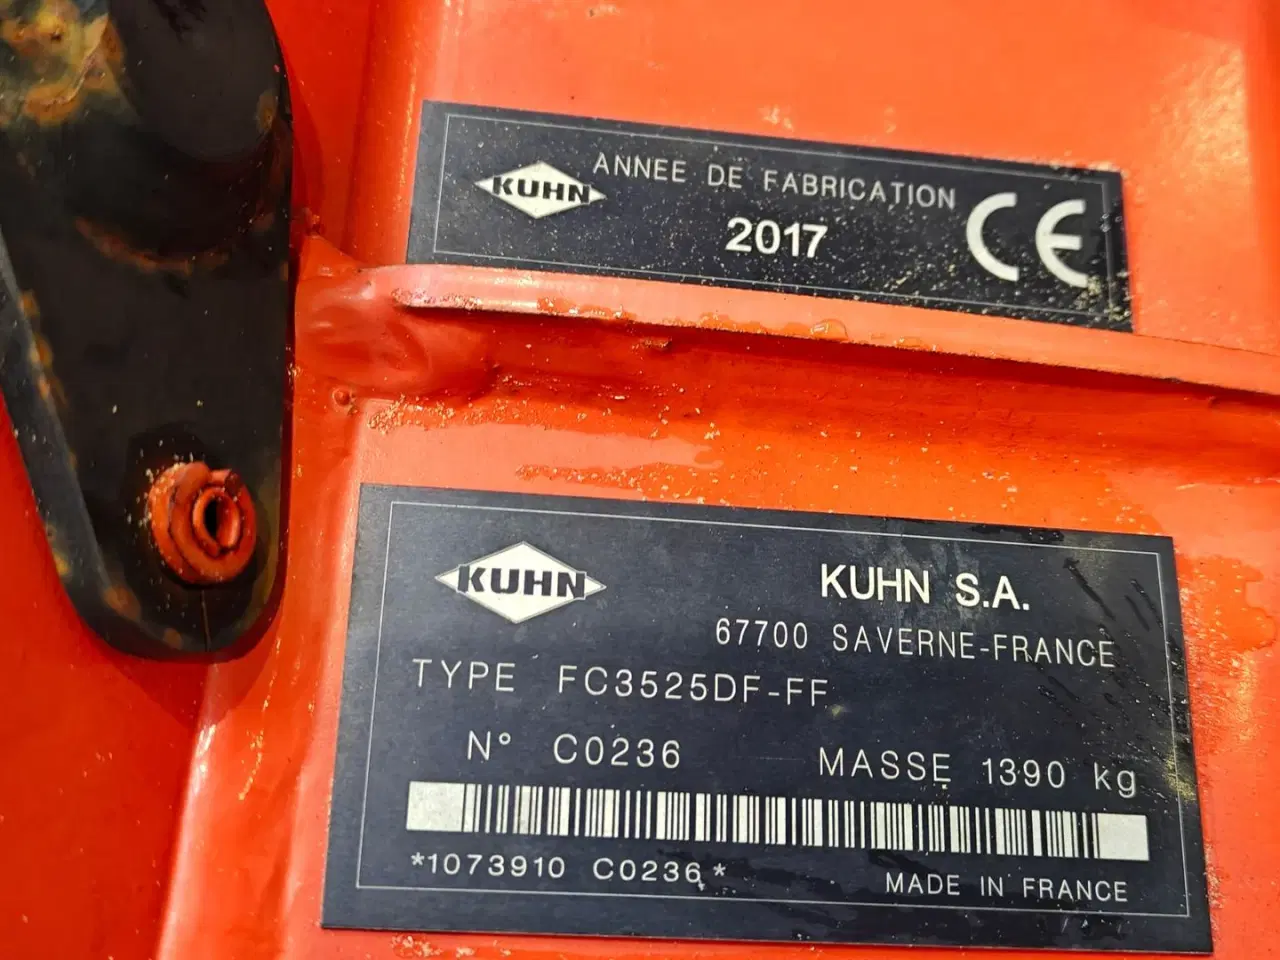 KUHN
ANNEE DE FABRICATION
2017
CE
KUHN
KUHN S.A.
67700 SAVERNE-FRANCE
TYPE FC3525DF-FF
N° C0236 MASSE 1390 kg
*1073910 C0236*
MADE IN FRANCE